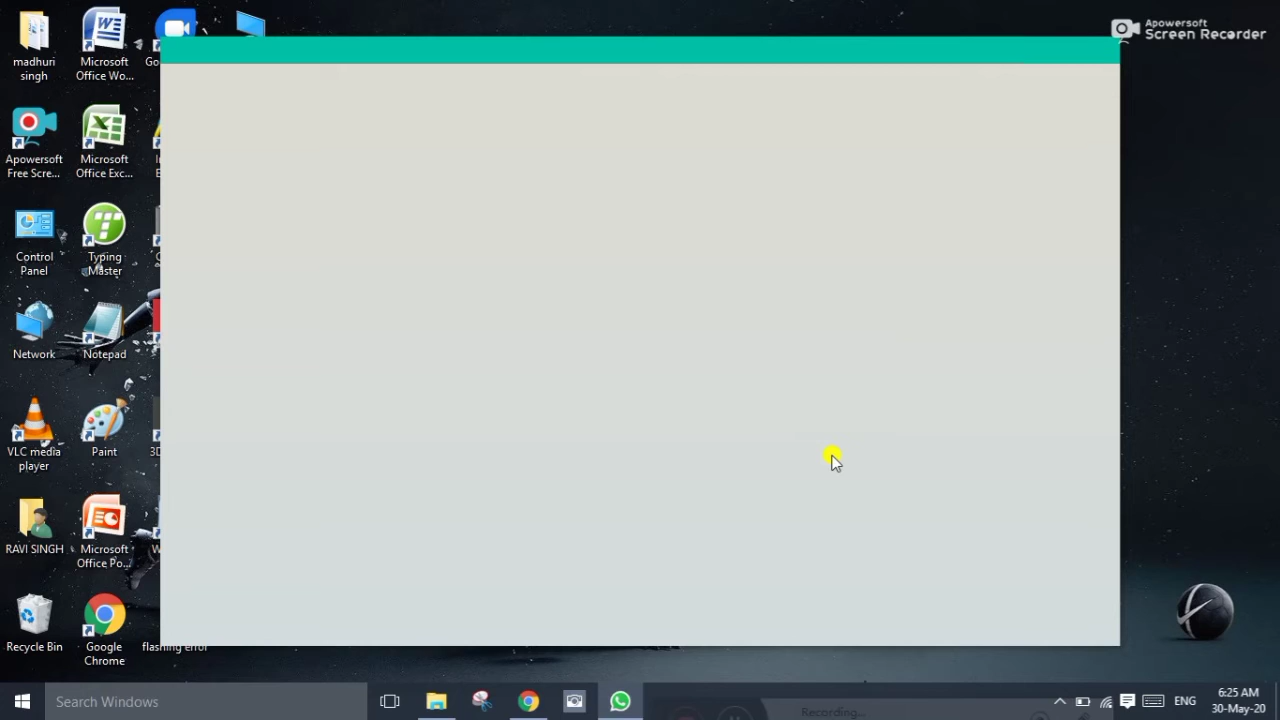 Apowersoft
Screen Recorder
madhuri
singh
Microsoft
Office Wo...
Apowersoft
Free Scre...
Microsoft
Office Exc...
Control
Panel
Typing
Master
Network
Notepad
VLC media
player
Paint
RAVI SINGH
Microsoft
Office Po...
Recycle Bin
Google
Chrome
flashing error
Search Windows
Recording...
ENG
6:25 AM
30-May-20